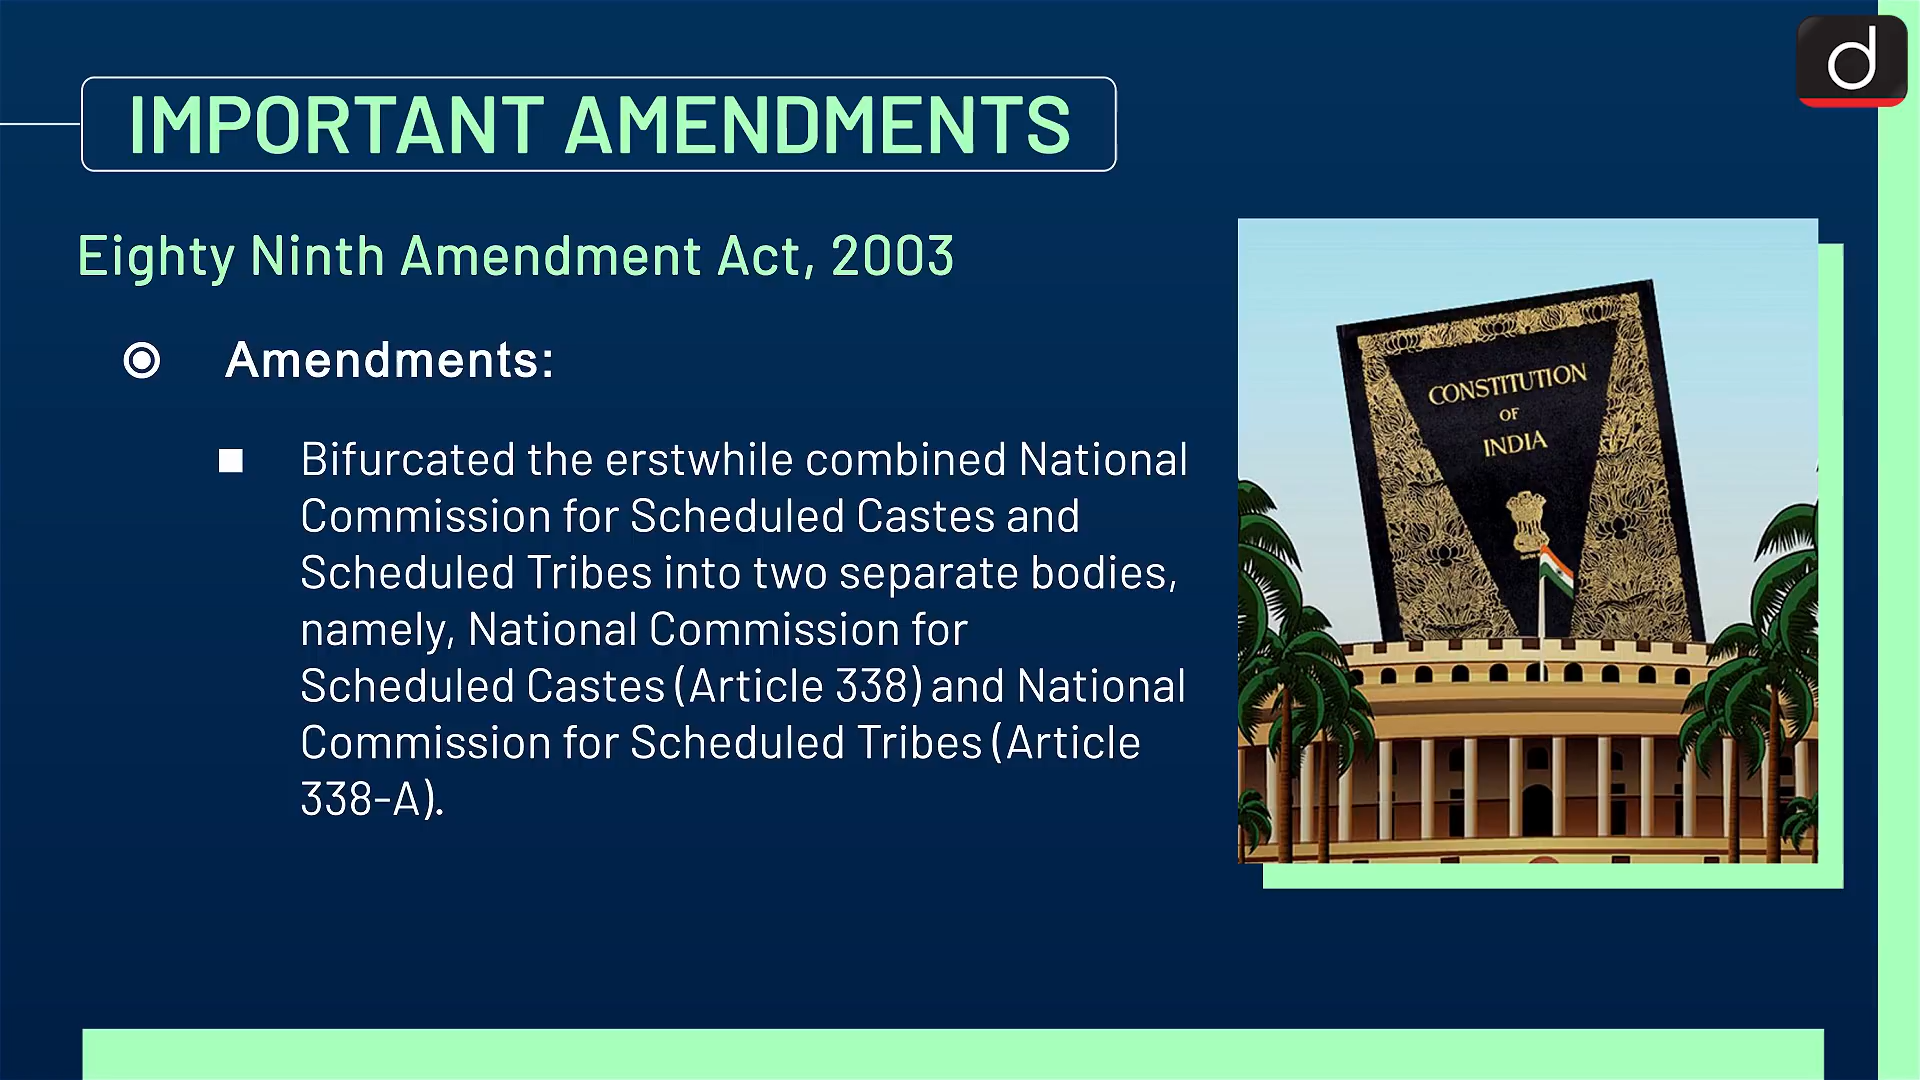 d
IMPORTANT AMENDMENTS
Eighty Ninth Amendment Act, 2003
Amendments:
Bifurcated the erstwhile combined National
Commission for Scheduled Castes and
Scheduled Tribes into two separate bodies,
namely, National Commission for
Scheduled Castes (Article 338) and National
Commission for Scheduled Tribes (Article
338-A).
CONSTITUTION
OF
INDIA